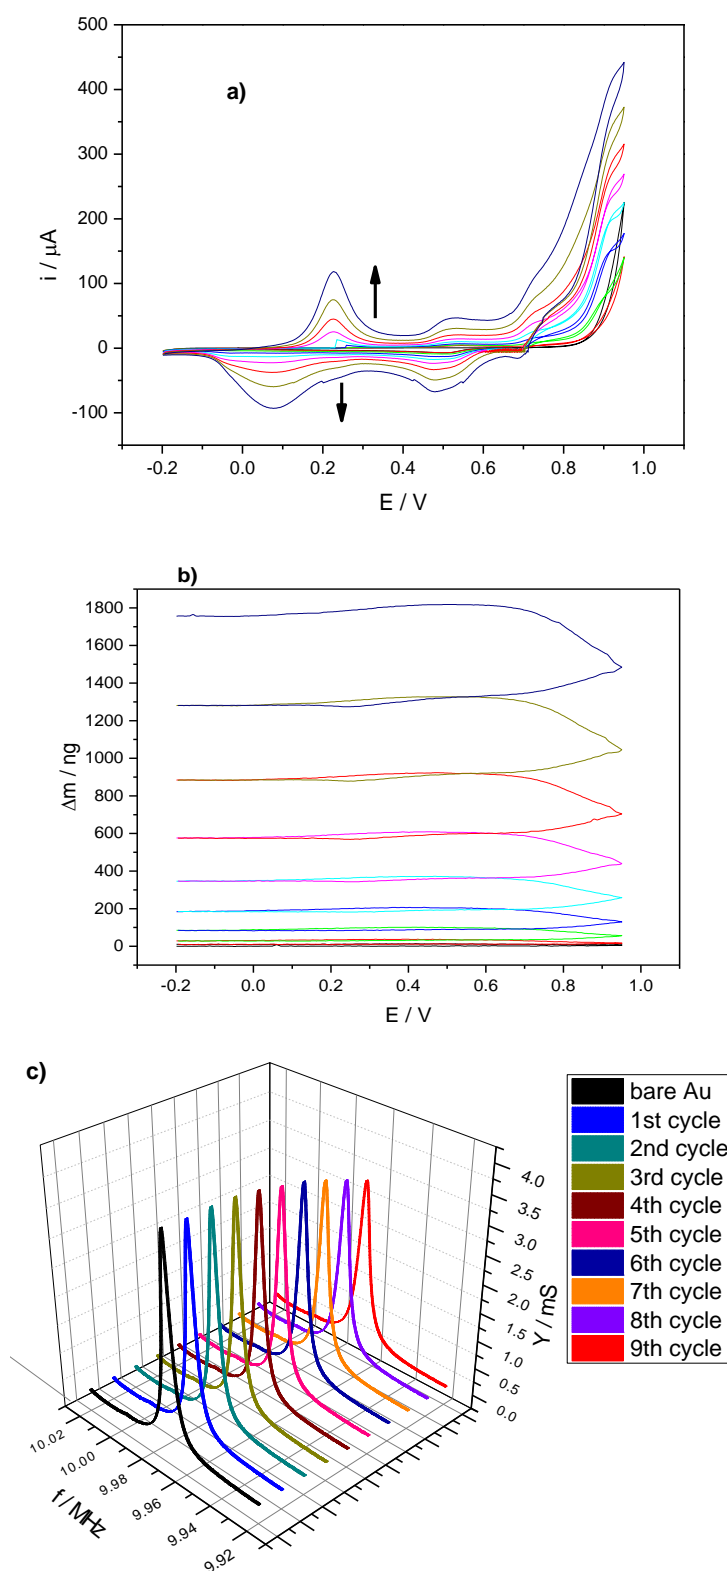 500
a)
400
300
200
100
0
-100
i / µA
-0.2 0.0 0.2 0.4 0.6 0.8 1.0
E / V
b)
1800
1600
1400
1200
1000
800
600
400
200
0
Δm / ng
-0.2 0.0 0.2 0.4 0.6 0.8 1.0
E / V
c)
bare Au
1st cycle
2nd cycle
3rd cycle
4th cycle
5th cycle
6th cycle
7th cycle
8th cycle
9th cycle
4.0
3.5
3.0
2.5
2.0
1.5
1.0
0.5
0.0
Y / mS
10.02
10.00
9.98
9.96
9.94
9.92
f / MHz